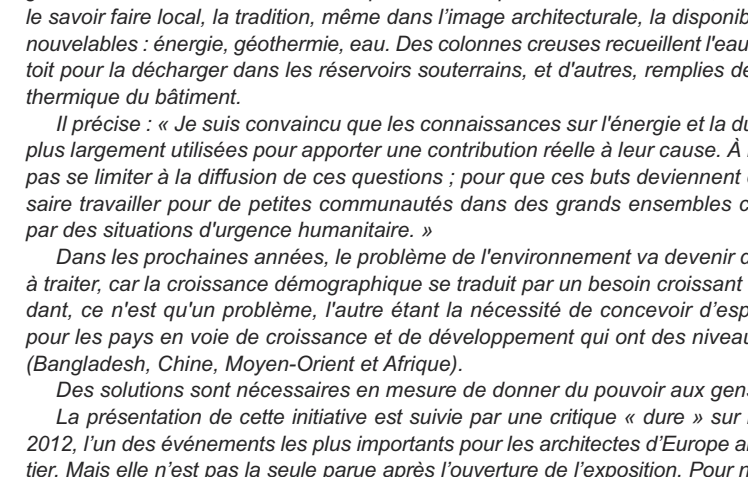 le savoir faire local, la tradition, même dans l'image architecturale, la
nouvelables : énergie, géothermie, eau. Des colonnes creuses recueillent l'eau
toit pour la décharger dans les réservoirs souterrains, et d'autres, remplies
thermique du bâtiment.
Il précise : « Je suis convaincu que les connaissances sur l'énergie et la
plus largement utilisées pour apporter une contribution réelle à leur cause. À
pas se limiter à la diffusion de ces questions ; pour que ces buts deviennent
saire travailler pour de petites communautés dans des grands ensembles
par des situations d'urgence humanitaire. »
Dans les prochaines années, le problème de l'environnement va devenir
à traiter, car la croissance démographique se traduit par un besoin croissant
dant, ce n'est qu'un problème, l'autre étant la nécessité de concevoir
pour les pays en voie de croissance et de développement qui ont des
(Bangladesh, Chine, Moyen-Orient et Afrique).
Des solutions sont nécessaires en mesure de donner du pouvoir aux gens
La présentation de cette initiative est suivie par une critique « dure » sur
2012, l'un des événements les plus importants pour les architectes d'Europe
tier. Mais elle n'est pas la seule parue après l'ouverture de l'exposition. Pour